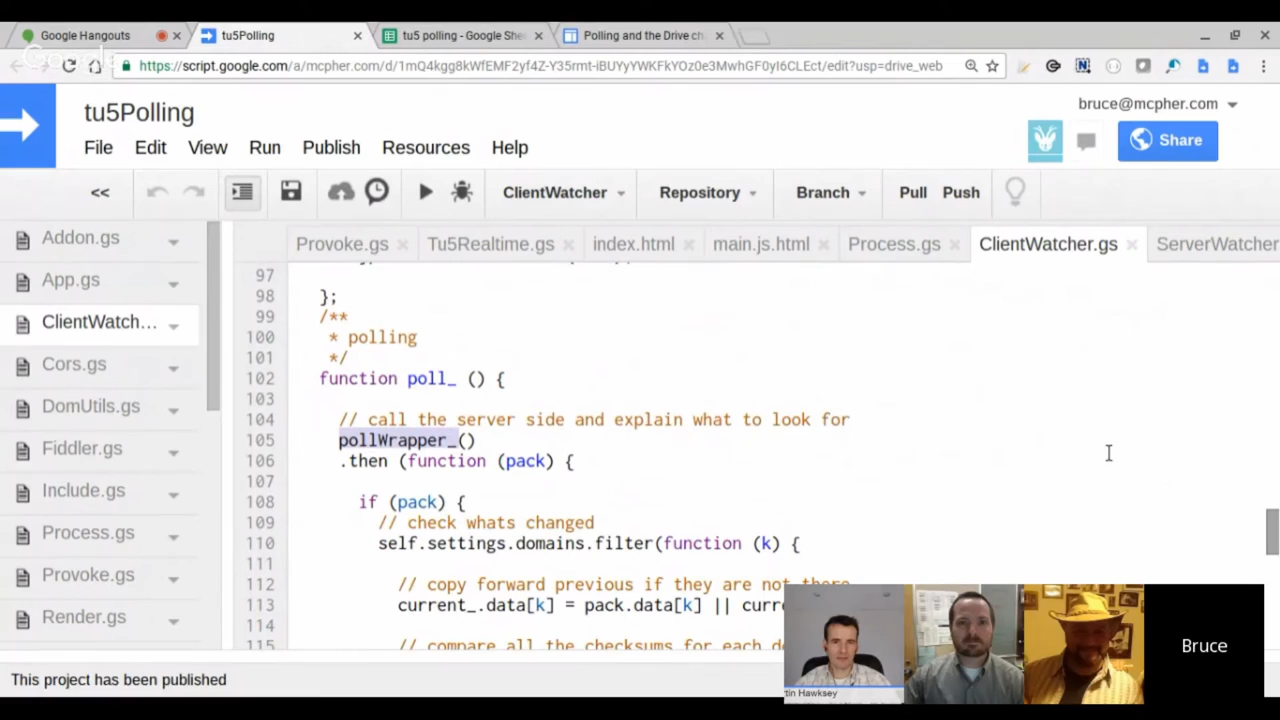 Google Hangouts
tu5Polling
tu5 polling - Google She
Polling and the Drive ch
https://script.google.com/a/mcpher.com/d/1mQ4kgg8kWfEMF2yf4Z-Y35rmt-iBUYyYWKFkYOz0e3MwhGF0yI6CLEct/edit?usp=drive_web
tu5Polling
bruce@mcpher.com
File Edit View Run Publish Resources Help
Share
<< ClientWatcher Repository Branch Pull Push
Addon.gs
App.gs
ClientWatch...
Cors.gs
DomUtils.gs
Fiddler.gs
Include.gs
Process.gs
Provoke.gs
Render.gs
Provoke.gs Tu5Realtime.gs index.html main.js.html Process.gs ClientWatcher.gs ServerWatcher
97
98 };
99 /**
100 * polling
101 */
102 function poll_ () {
103
104 // call the server side and explain what to look for
105 pollWrapper_()
106 .then (function (pack) {
107
108 if (pack) {
109 // check whats changed
110 self.settings.domains.filter(function (k) {
111
112 // copy forward previous if they are not there
113 current_.data[k] = pack.data[k] || curr
114
115 // compare all the checksums for each d
This project has been published
tin Hawksey
Bruce